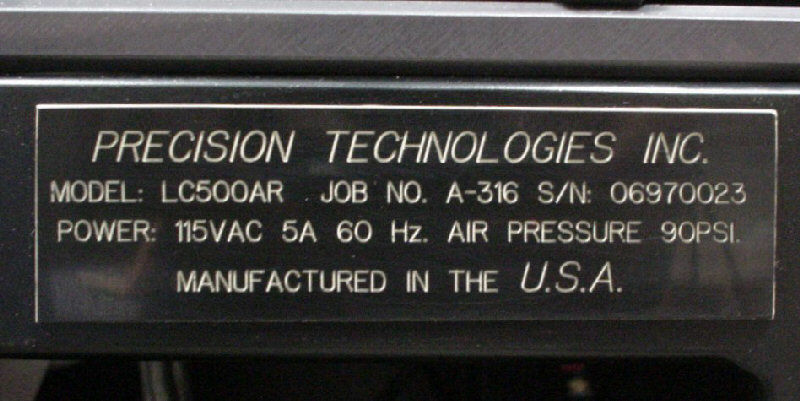 PRECISION TECHNOLOGIES INC.
MODEL: LC500AR JOB NO. A-316 S/N: 06970023
POWER: 115VAC 5A 60 Hz. AIR PRESSURE 90PSI.
MANUFACTURED IN THE U.S.A.